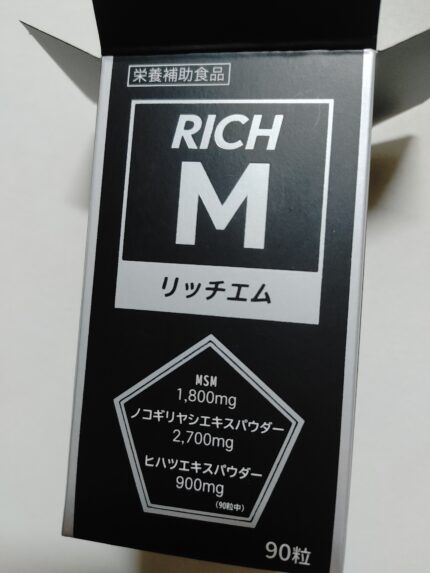 栄養補助食品
RICH
M
リッチエム
MSM
1,800mg
ノコギリヤシエキスパウダー
2,700mg
ヒハツエキスパウダー
900mg
(90粒中)
90粒